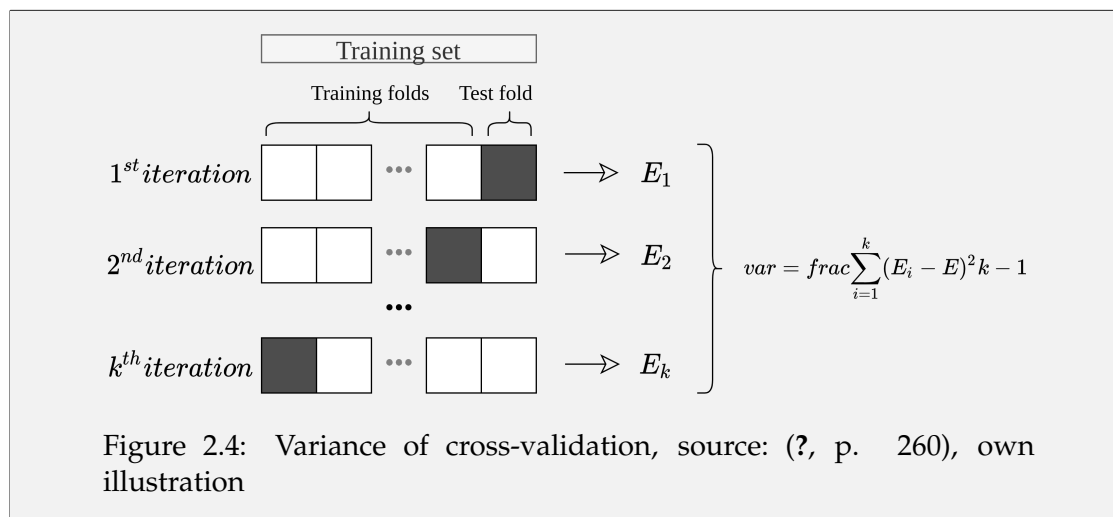 Training set
Training folds Test fold
1^{st} iteration ••• E_1
2^{nd} iteration ••• E_2
•••
var = frac \sum_{i=1}^{k} (E_i - E)^2 k - 1
k^{th} iteration ••• E_k
Figure 2.4: Variance of cross-validation, source: (?, p. 260), own
illustration